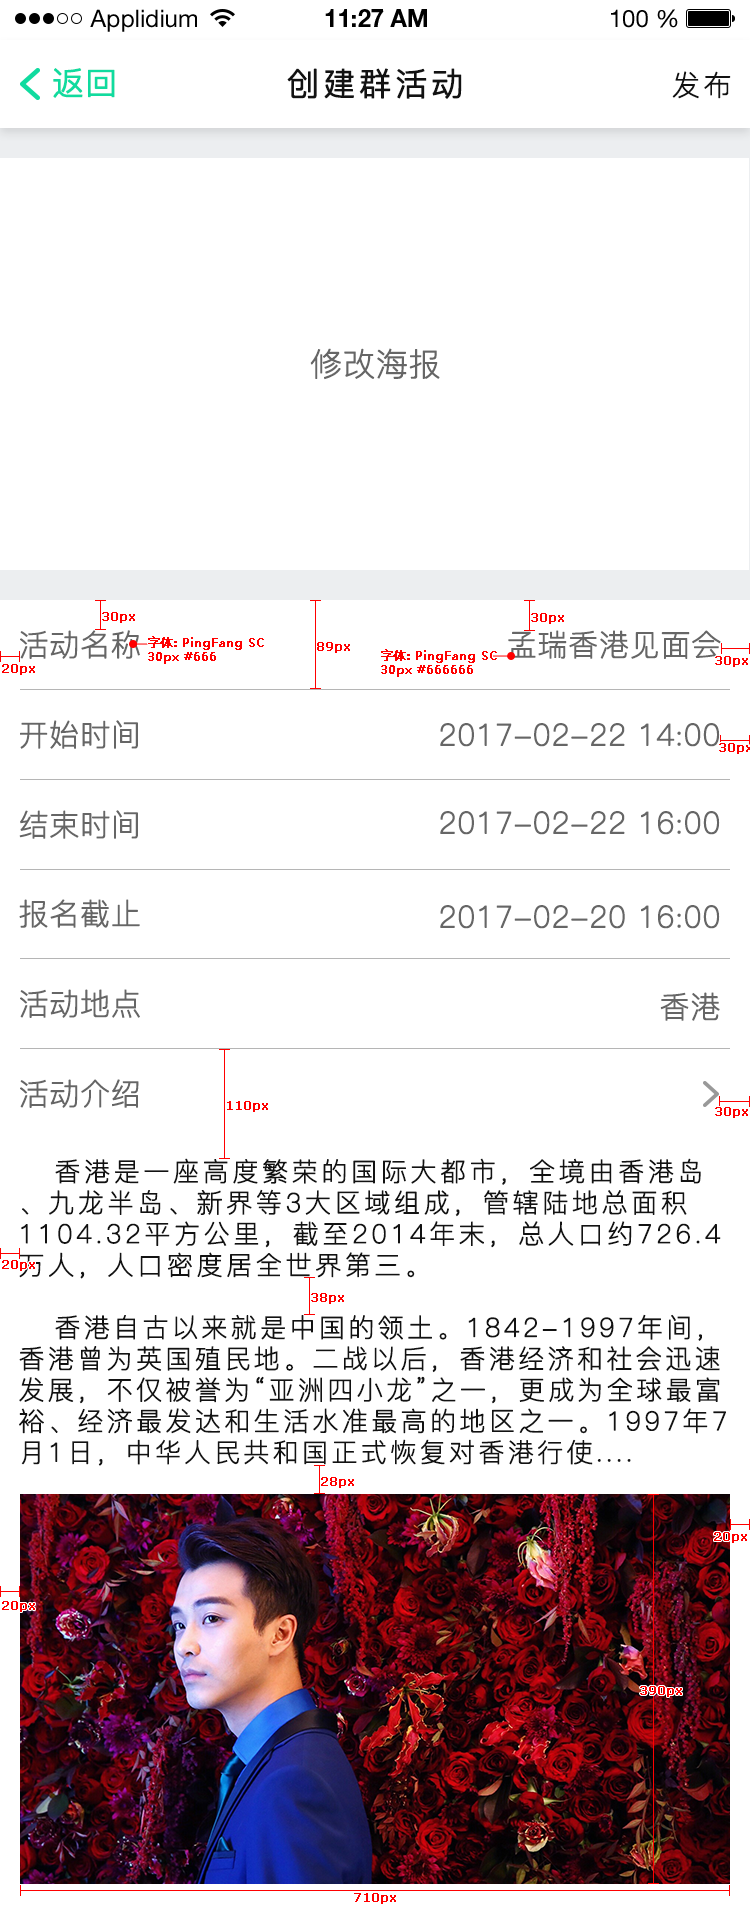 Applidium 11:27 AM 100 %
返回 创建群活动 发布
修改海报
30px
30px
活动名称
字体: PingFang SC
30px #666
89px
孟瑞香港见面会
字体: PingFang SC
30px #666666
20px
30px
开始时间 2017-02-22 14:00
30px
结束时间 2017-02-22 16:00
报名截止 2017-02-20 16:00
活动地点 香港
活动介绍
110px
30px
香港是一座高度繁荣的国际大都市，全境由香港岛
、九龙半岛、新界等3大区域组成，管辖陆地总面积
1104.32平方公里，截至2014年末，总人口约726.4
万人，人口密度居全世界第三。
20px
38px
香港自古以来就是中国的领土。1842-1997年间，
香港曾为英国殖民地。二战以后，香港经济和社会迅速
发展，不仅被誉为“亚洲四小龙”之一，更成为全球最富
裕、经济最发达和生活水准最高的地区之一。1997年7
月1日，中华人民共和国正式恢复对香港行使....
28px
20px
20px
390px
710px